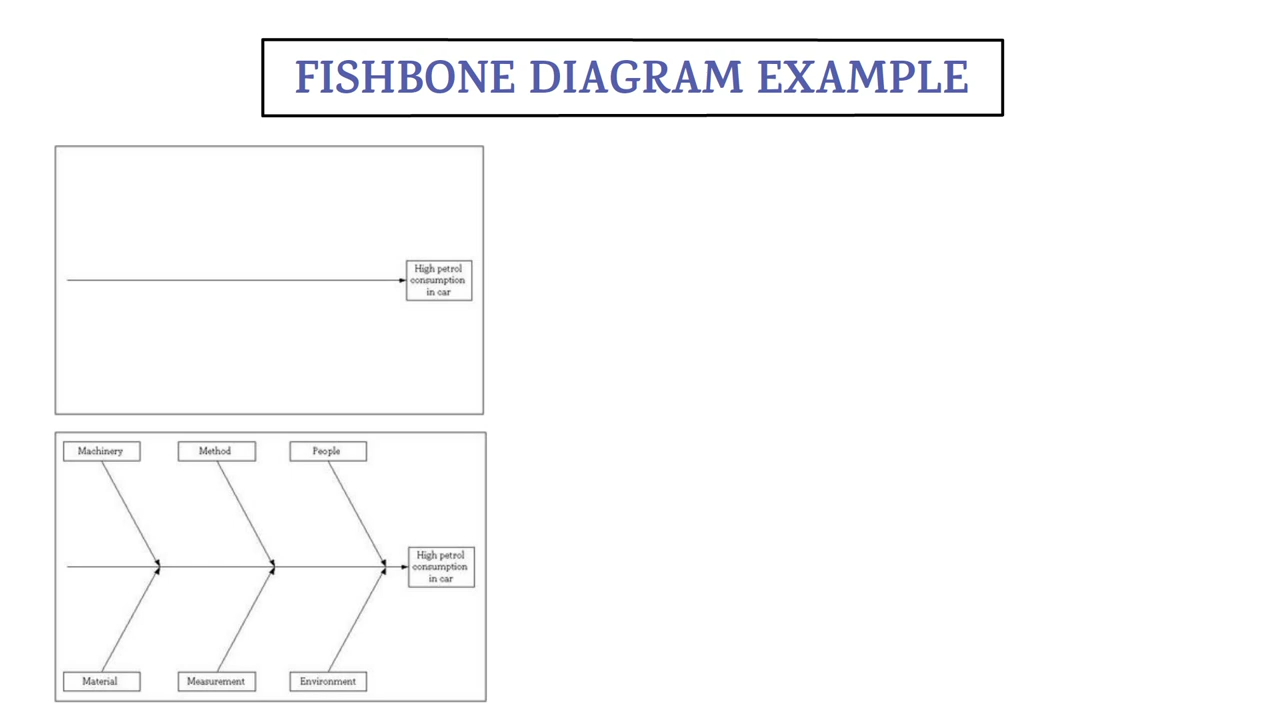 FISHBONE DIAGRAM EXAMPLE
High petrol
consumption
in car
Machinery
Method
People
High petrol
consumption
in car
Material
Measurement
Environment